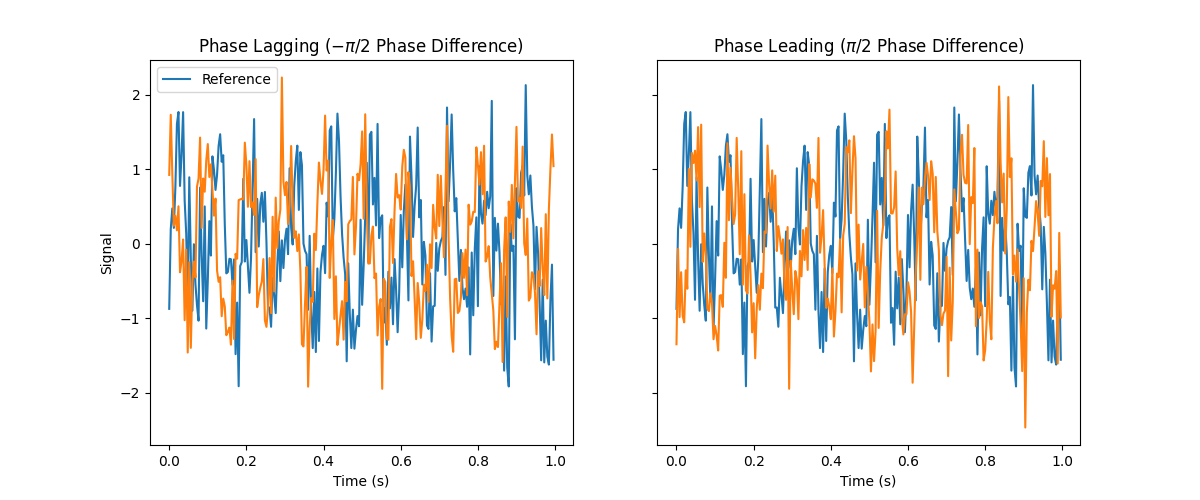 Phase Lagging (−π/2 Phase Difference)
Phase Leading (π/2 Phase Difference)
Reference
Signal
2
1
0
−1
−2
0.0 0.2 0.4 0.6 0.8 1.0
0.0 0.2 0.4 0.6 0.8 1.0
Time (s)
Time (s)